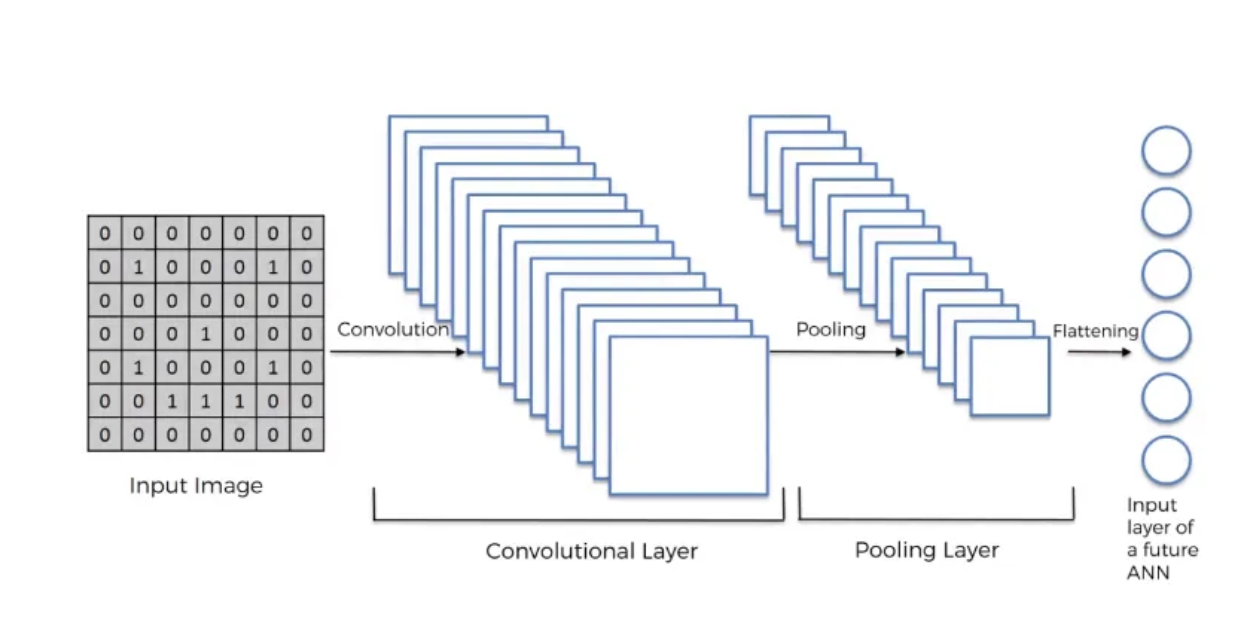 0 0 0 0 0 0 0
0 1 0 0 0 1 0
0 0 0 0 0 0 0
0 0 0 1 0 0 0
0 1 0 0 0 1 0
0 0 1 1 1 0 0
0 0 0 0 0 0 0
Input Image
Convolution
Convolutional Layer
Pooling
Pooling Layer
Flattening
Input
layer of
a future
ANN